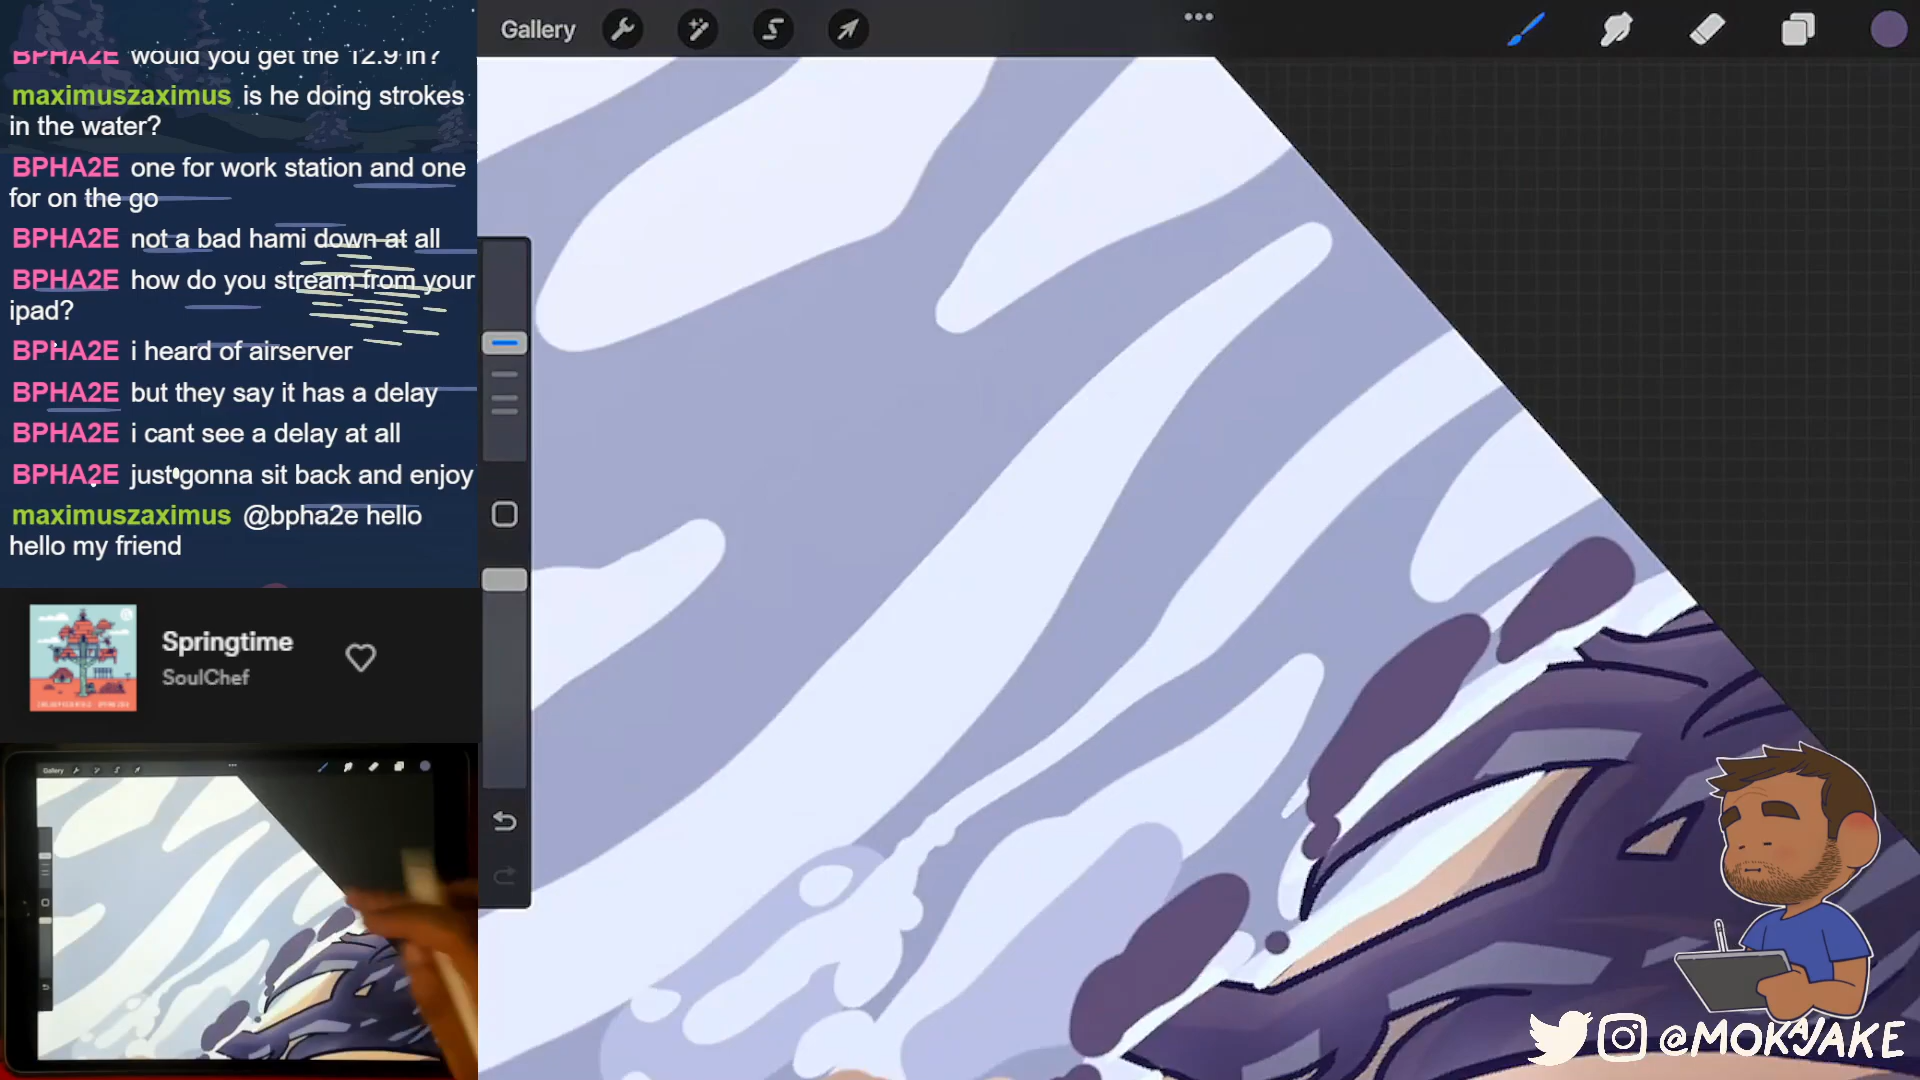 Gallery
BPHA2E would you get the 12.9 in?
maximuszaximus is he doing strokes
in the water?
BPHA2E one for work station and one
for on the go
BPHA2E not a bad hami down at all
BPHA2E how do you stream from your
ipad?
BPHA2E i heard of airserver
BPHA2E but they say it has a delay
BPHA2E i cant see a delay at all
BPHA2E just gonna sit back and enjoy
maximuszaximus @bpha2e hello
hello my friend
Springtime
SoulChef
Gallery
@MOKAJAKE